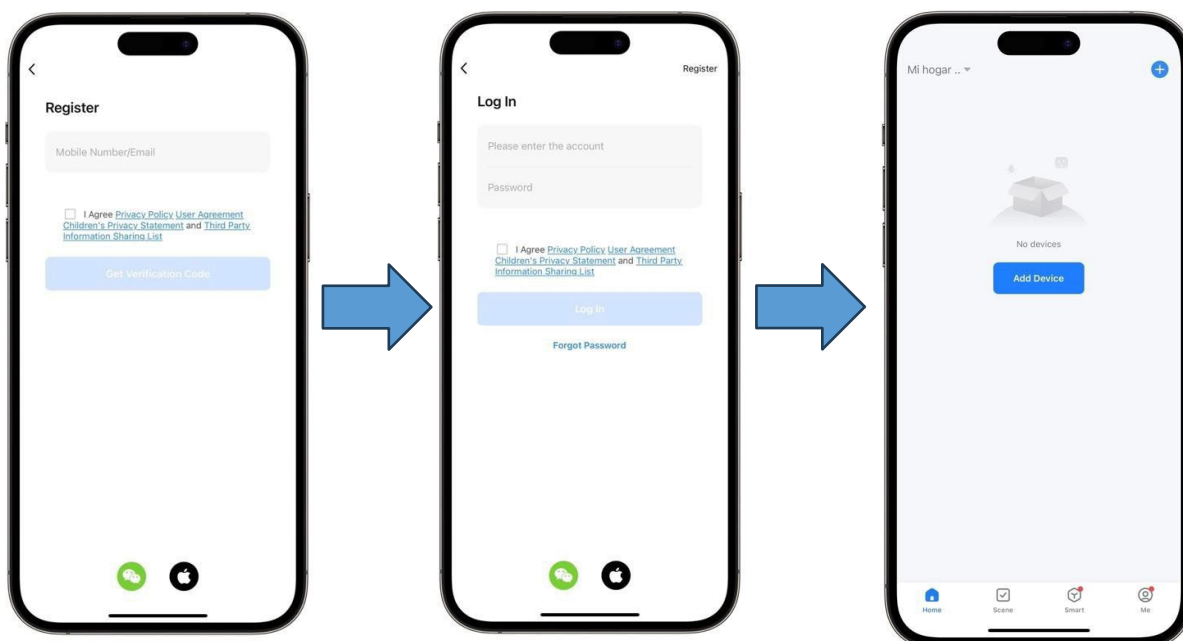 Register
Mobile Number/Email
I Agree Privacy Policy User Agreement
Children's Privacy Statement and Third Party
Information Sharing List
Get Verification Code
Register
Log In
Please enter the account
Password
I Agree Privacy Policy User Agreement
Children's Privacy Statement and Third Party
Information Sharing List
Log In
Forgot Password
Mi hogar ..
No devices
Add Device
Home
Scene
Smart
Me